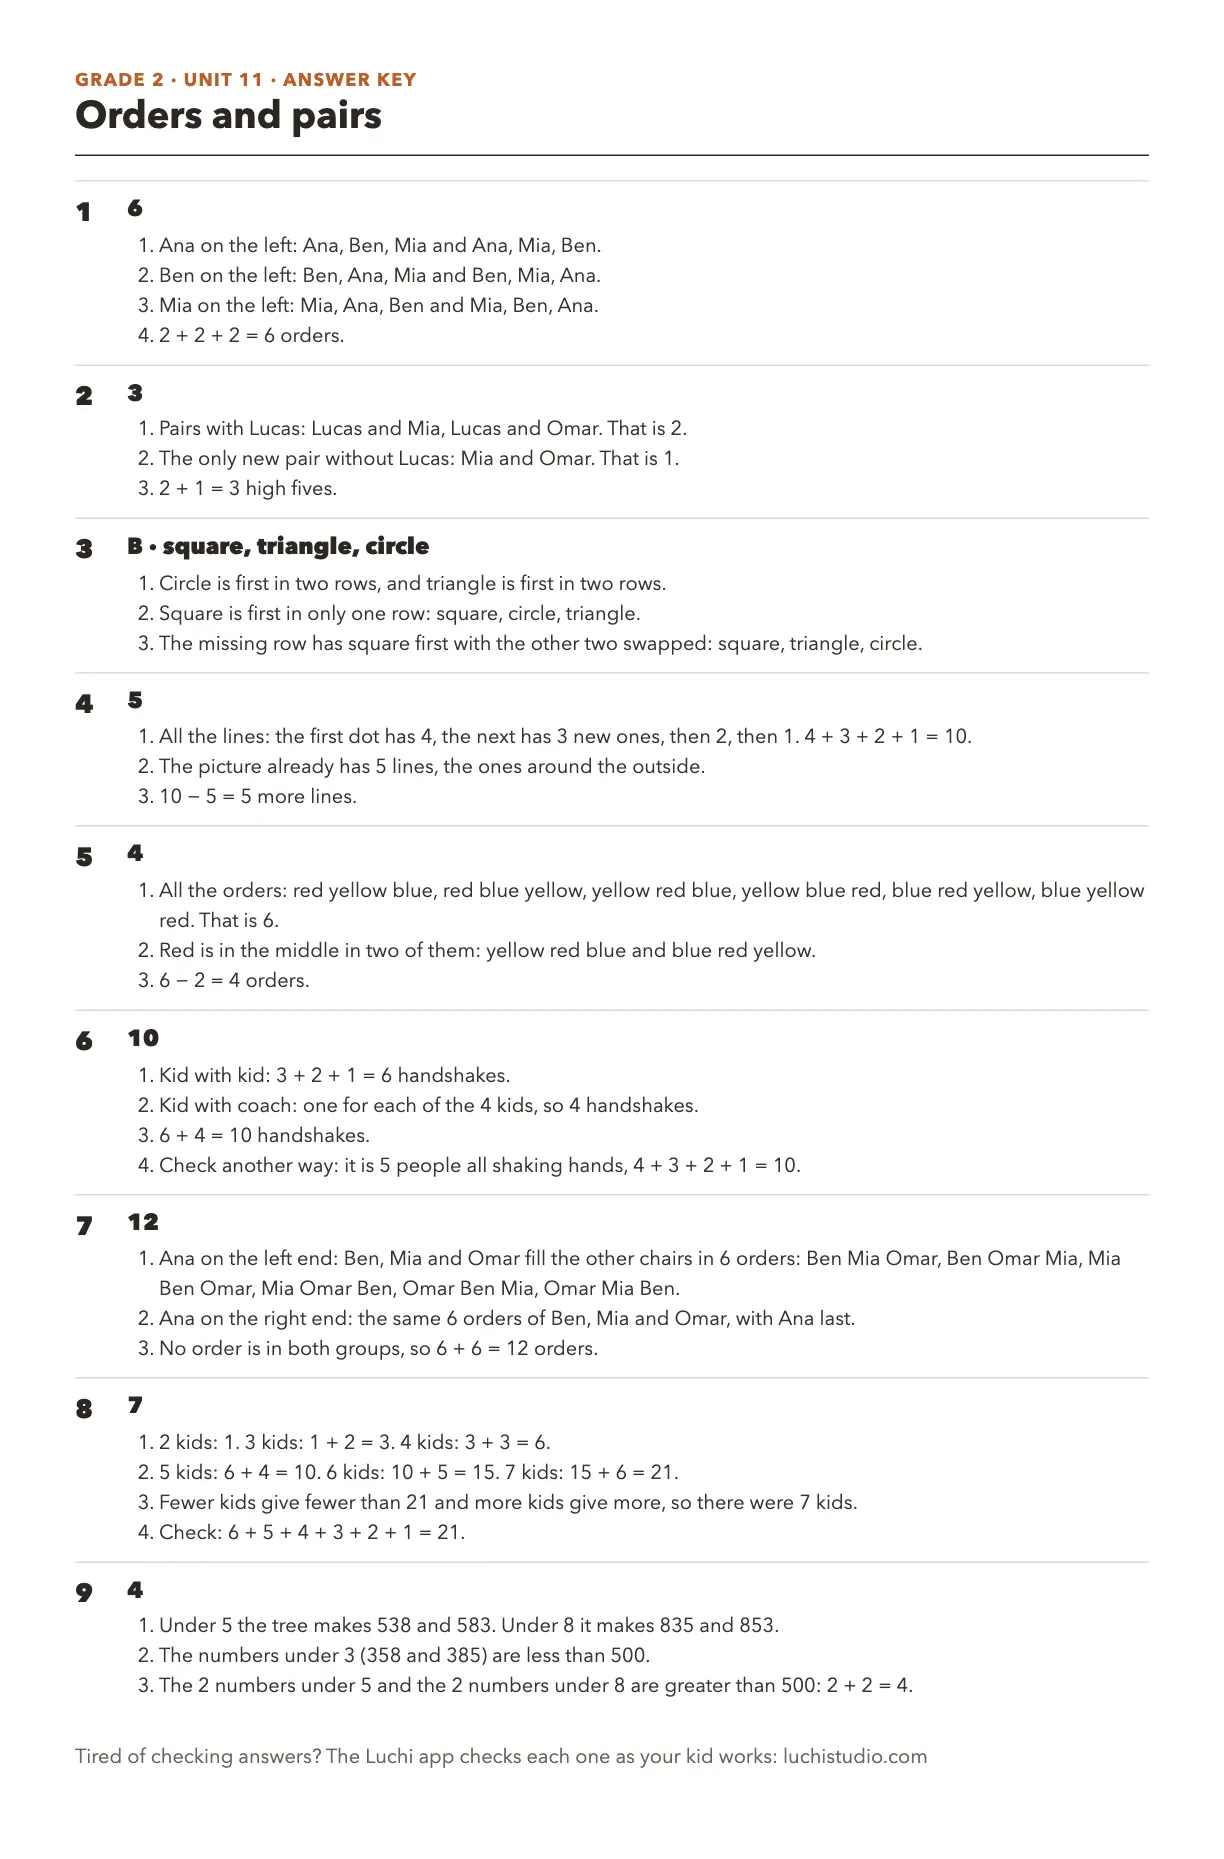 GRADE 2 · UNIT 11 · ANSWER KEY
Orders and pairs
1 6
1. Ana on the left: Ana, Ben, Mia and Ana, Mia, Ben.
2. Ben on the left: Ben, Ana, Mia and Ben, Mia, Ana.
3. Mia on the left: Mia, Ana, Ben and Mia, Ben, Ana.
4. 2 + 2 + 2 = 6 orders.
2 3
1. Pairs with Lucas: Lucas and Mia, Lucas and Omar. That is 2.
2. The only new pair without Lucas: Mia and Omar. That is 1.
3. 2 + 1 = 3 high fives.
3 B · square, triangle, circle
1. Circle is first in two rows, and triangle is first in two rows.
2. Square is first in only one row: square, circle, triangle.
3. The missing row has square first with the other two swapped: square, triangle, circle.
4 5
1. All the lines: the first dot has 4, the next has 3 new ones, then 2, then 1. 4 + 3 + 2 + 1 = 10.
2. The picture already has 5 lines, the ones around the outside.
3. 10 − 5 = 5 more lines.
5 4
1. All the orders: red yellow blue, red blue yellow, yellow red blue, yellow blue red, blue red yellow, blue yellow
red. That is 6.
2. Red is in the middle in two of them: yellow red blue and blue red yellow.
3. 6 − 2 = 4 orders.
6 10
1. Kid with kid: 3 + 2 + 1 = 6 handshakes.
2. Kid with coach: one for each of the 4 kids, so 4 handshakes.
3. 6 + 4 = 10 handshakes.
4. Check another way: it is 5 people all shaking hands, 4 + 3 + 2 + 1 = 10.
7 12
1. Ana on the left end: Ben, Mia and Omar fill the other chairs in 6 orders: Ben Mia Omar, Ben Omar Mia, Mia
Ben Omar, Mia Omar Ben, Omar Ben Mia, Omar Mia Ben.
2. Ana on the right end: the same 6 orders of Ben, Mia and Omar, with Ana last.
3. No order is in both groups, so 6 + 6 = 12 orders.
8 7
1. 2 kids: 1. 3 kids: 1 + 2 = 3. 4 kids: 3 + 3 = 6.
2. 5 kids: 6 + 4 = 10. 6 kids: 10 + 5 = 15. 7 kids: 15 + 6 = 21.
3. Fewer kids give fewer than 21 and more kids give more, so there were 7 kids.
4. Check: 6 + 5 + 4 + 3 + 2 + 1 = 21.
9 4
1. Under 5 the tree makes 538 and 583. Under 8 it makes 835 and 853.
2. The numbers under 3 (358 and 385) are less than 500.
3. The 2 numbers under 5 and the 2 numbers under 8 are greater than 500: 2 + 2 = 4.
Tired of checking answers? The Luchi app checks each one as your kid works: luchistudio.com